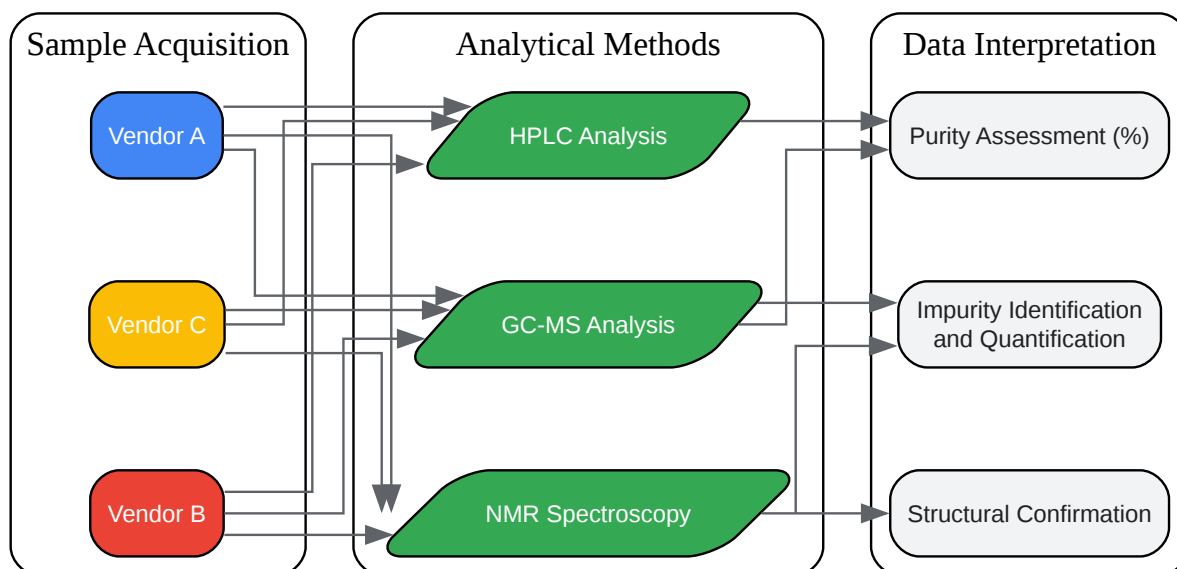 Sample Acquisition
Vendor A
Vendor C
Vendor B
Analytical Methods
HPLC Analysis
GC-MS Analysis
NMR Spectroscopy
Data Interpretation
Purity Assessment (%)
Impurity Identification
and Quantification
Structural Confirmation